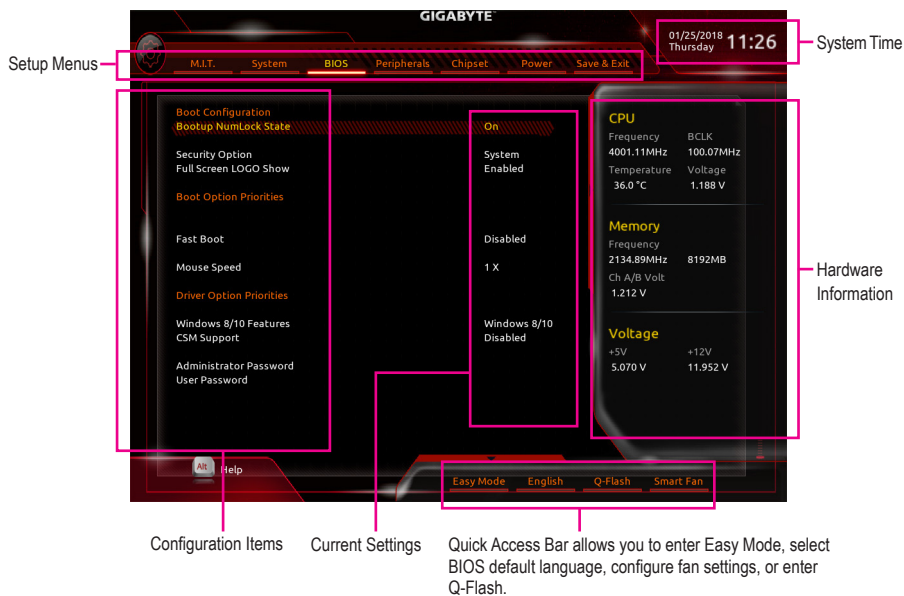 GIGABYTE™
01/25/2018 Thursday 11:26
System Time
Setup Menus
M.I.T. System BIOS Peripherals Chipset Power Save & Exit
Boot Configuration
Bootup NumLock State On
Security Option System
Full Screen LOGO Show Enabled
Boot Option Priorities
Fast Boot Disabled
Mouse Speed 1 X
Driver Option Priorities
Windows 8/10 Features Windows 8/10
CSM Support Disabled
Administrator Password
User Password
CPU
Frequency BCLK
4001.11MHz 100.07MHz
Temperature Voltage
36.0 °C 1.188 V
Memory
Frequency
2134.89MHz 8192MB
Ch A/B Volt
1.212 V
Voltage
+5V +12V
5.070 V 11.952 V
Hardware
Information
Alt Help
Easy Mode English Q-Flash Smart Fan
Configuration Items
Current Settings
Quick Access Bar allows you to enter Easy Mode, select
BIOS default language, configure fan settings, or enter
Q-Flash.